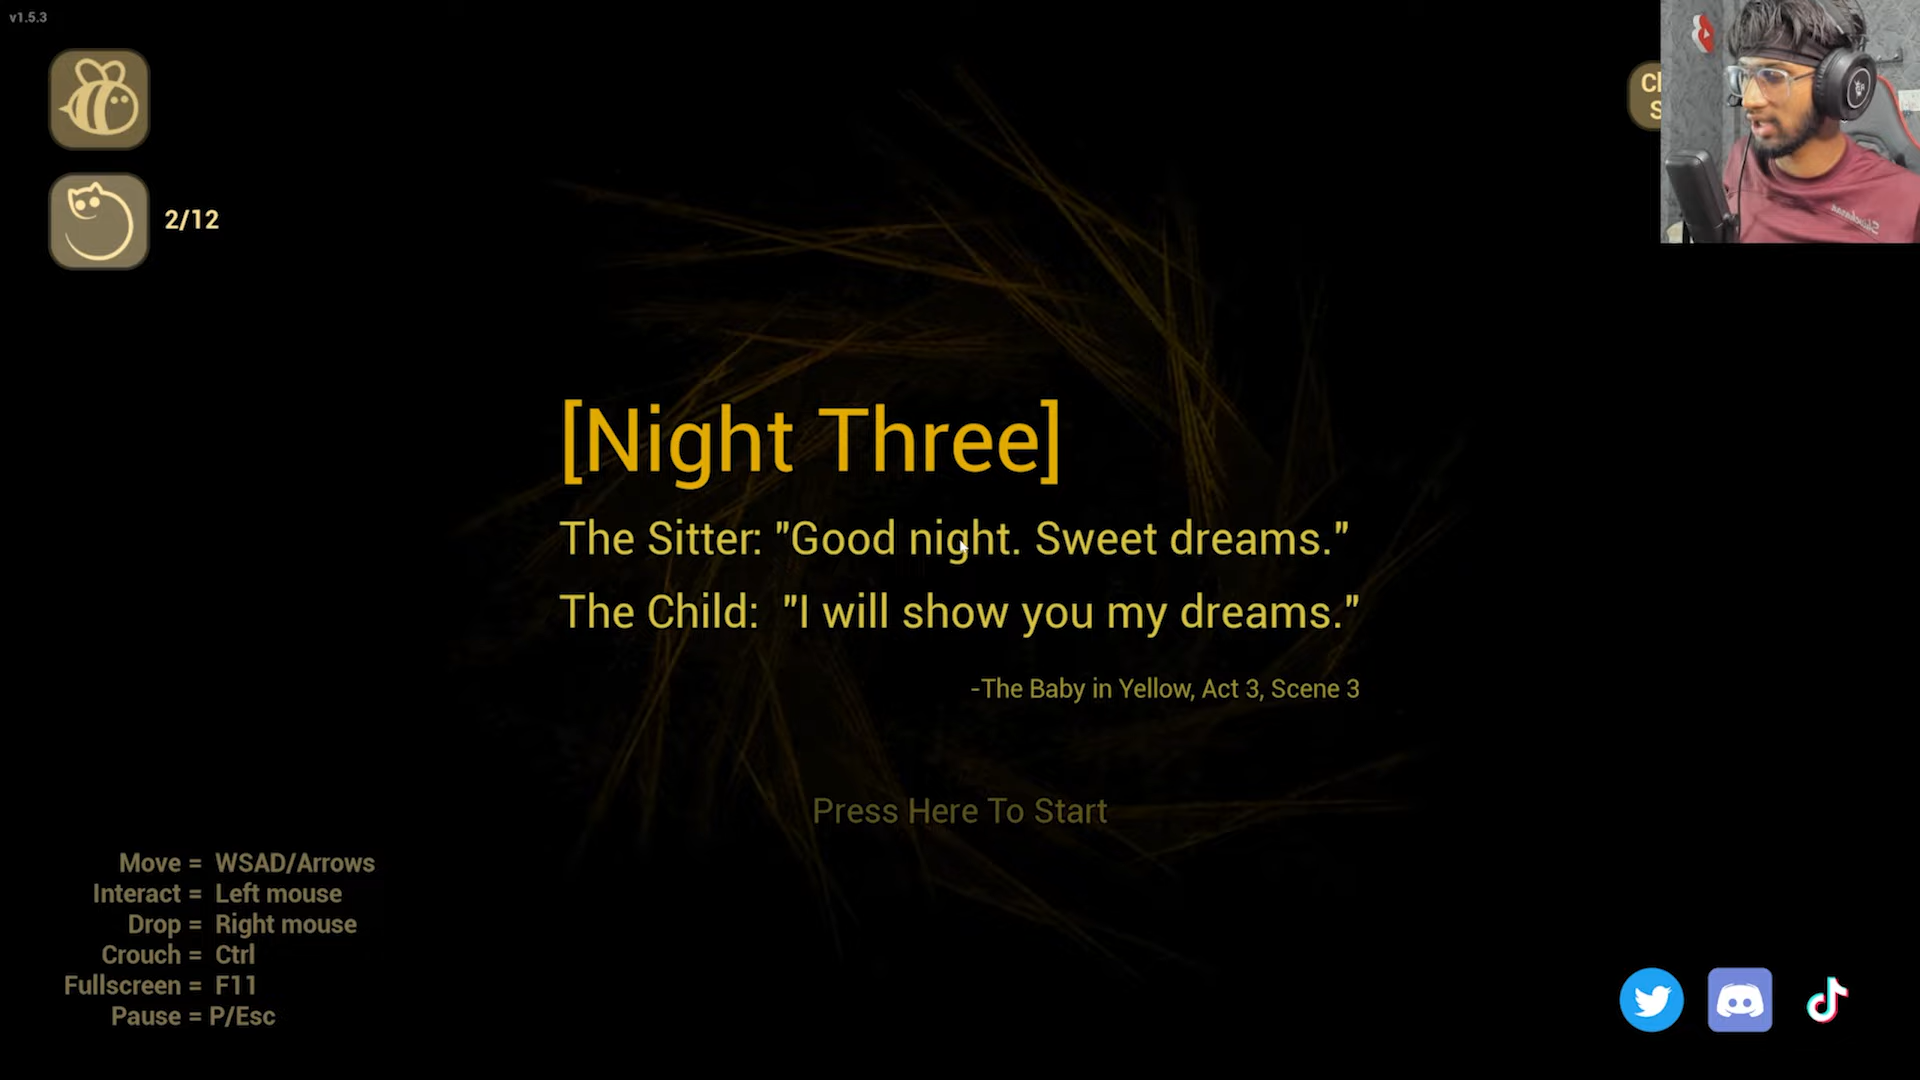 v1.5.3
2/12
[Night Three]
The Sitter: "Good night. Sweet dreams."
The Child: "I will show you my dreams."
-The Baby in Yellow, Act 3, Scene 3
Press Here To Start
Move = WSAD/Arrows
Interact = Left mouse
Drop = Right mouse
Crouch = Ctrl
Fullscreen = F11
Pause = P/Esc